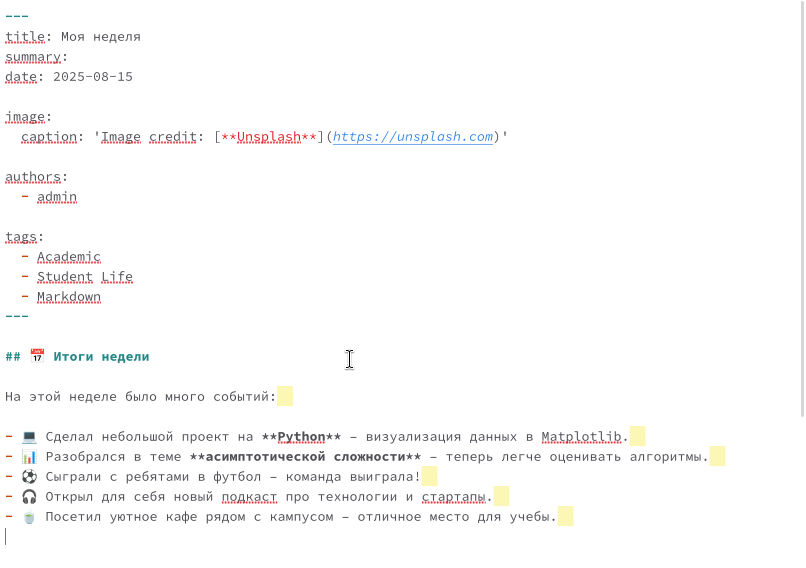 ---
title: Моя неделя
summary:
date: 2025-08-15

image:
  caption: 'Image credit: [**Unsplash**](https://unsplash.com)'

authors:
  - admin

tags:
  - Academic
  - Student Life
  - Markdown
---

## 📅 Итоги недели

На этой неделе было много событий:

- 💻 Сделал небольшой проект на **Python** – визуализация данных в Matplotlib.
- 📊 Разобрался в теме **асимптотической сложности** – теперь легче оценивать алгоритмы.
- ⚽ Сыграли с ребятами в футбол – команда выиграла!
- 🎧 Открыл для себя новый подкаст про технологии и стартапы.
- 🍵 Посетил уютное кафе рядом с кампусом – отличное место для учебы.